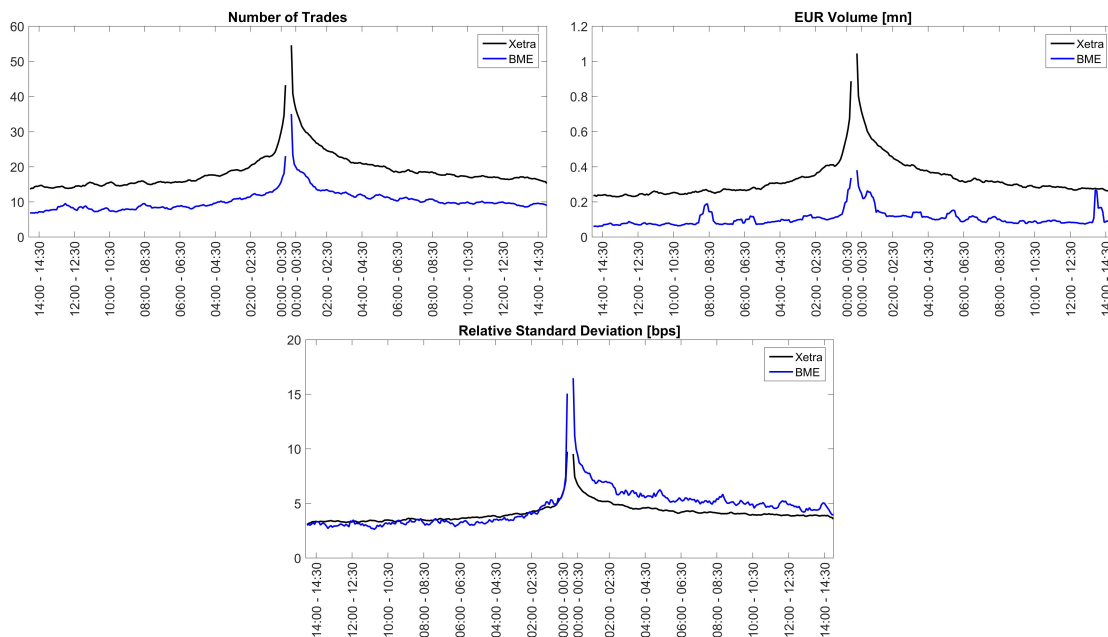 Number of Trades
60
50
40
30
20
10
0
Xetra
BME
14:00 - 14:30
12:00 - 12:30
10:00 - 10:30
08:00 - 08:30
06:00 - 06:30
04:00 - 04:30
02:00 - 02:30
00:00 - 00:30
00:00 - 00:30
02:00 - 02:30
04:00 - 04:30
06:00 - 06:30
08:00 - 08:30
10:00 - 10:30
12:00 - 12:30
14:00 - 14:30
EUR Volume [mn]
1.2
1
0.8
0.6
0.4
0.2
0
Xetra
BME
14:00 - 14:30
12:00 - 12:30
10:00 - 10:30
08:00 - 08:30
06:00 - 06:30
04:00 - 04:30
02:00 - 02:30
00:00 - 00:30
00:00 - 00:30
02:00 - 02:30
04:00 - 04:30
06:00 - 06:30
08:00 - 08:30
10:00 - 10:30
12:00 - 12:30
14:00 - 14:30
Relative Standard Deviation [bps]
20
15
10
5
0
Xetra
BME
14:00 - 14:30
12:00 - 12:30
10:00 - 10:30
08:00 - 08:30
06:00 - 06:30
04:00 - 04:30
02:00 - 02:30
00:00 - 00:30
00:00 - 00:30
02:00 - 02:30
04:00 - 04:30
06:00 - 06:30
08:00 - 08:30
10:00 - 10:30
12:00 - 12:30
14:00 - 14:30